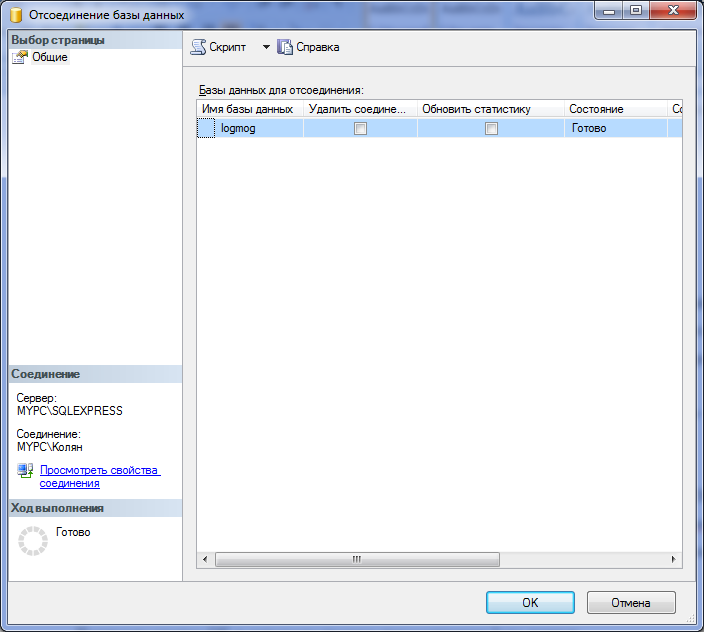 Отсоединение базы данных
Выбор страницы
Общие
Скрипт
Справка
Базы данных для отсоединения:
Имя базы данных Удалить соедине... Обновить статистику Состояние Со
logmog Готово
Соединение
Сервер:
MYPC\SQLEXPRESS
Соединение:
MYPC\Колян
Просмотреть свойства
соединения
Ход выполнения
Готово
OK
Отмена